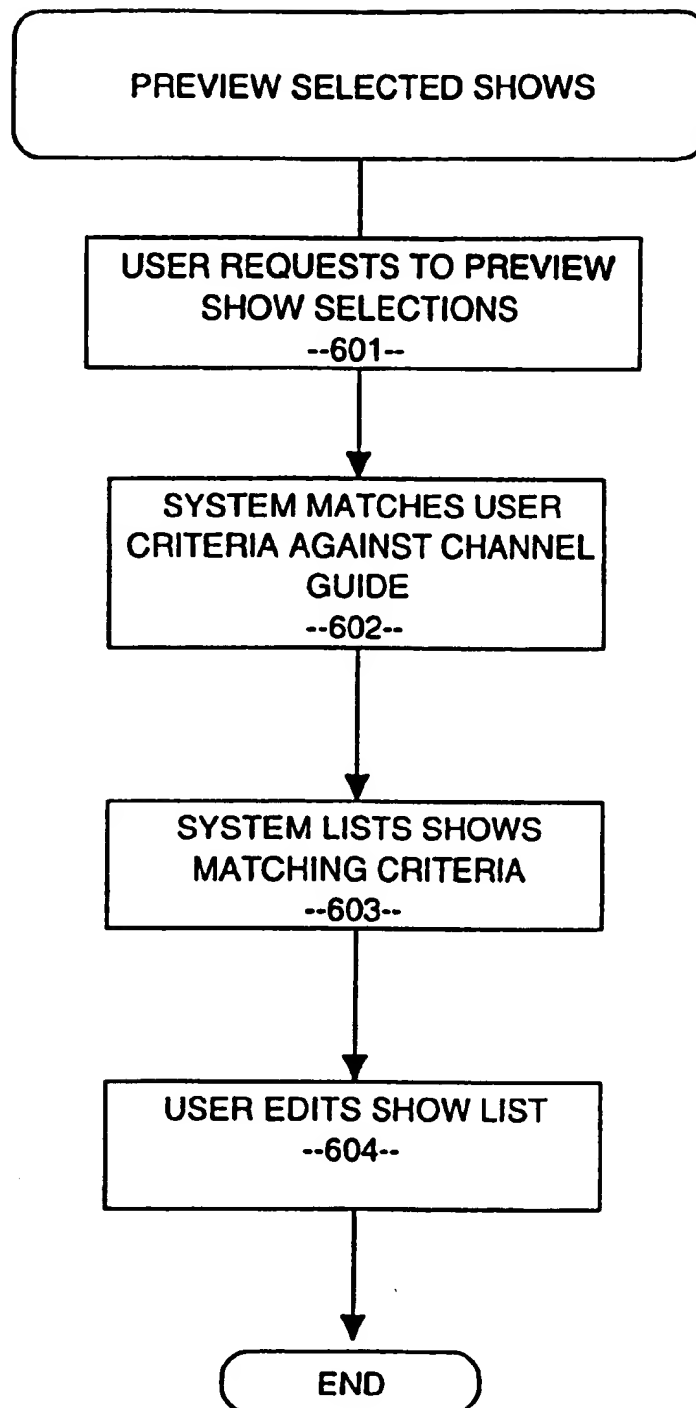 PREVIEW SELECTED SHOWS
USER REQUESTS TO PREVIEW
SHOW SELECTIONS
--601--
SYSTEM MATCHES USER
CRITERIA AGAINST CHANNEL
GUIDE
--602--
SYSTEM LISTS SHOWS
MATCHING CRITERIA
--603--
USER EDITS SHOW LIST
--604--
END